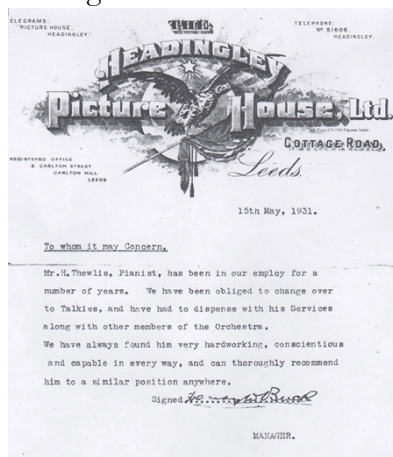 TELEGRAMS:
"PICTURE HOUSE,
HEADINGLEY."
TELEPHONE:
Nº 51606.
HEADINGLEY.
THE
HEADINGLEY
Picture House, Ltd.
COTTAGE ROAD,
REGISTERED OFFICE
2, CARLTON STREET,
CARLTON HILL
LEEDS
Leeds.
15th May, 1931.
To whom it may Concern.
Mr.H.Thewlis, Pianist, has been in our employ for a
number of years. We have been obliged to change over
to Talkies, and have had to dispense with his Services
along with other members of the Orchestra.
We have always found him very hardworking, conscientious
and capable in every way, and can thoroughly recommend
him to a similar position anywhere.
Signed
MANAGER.